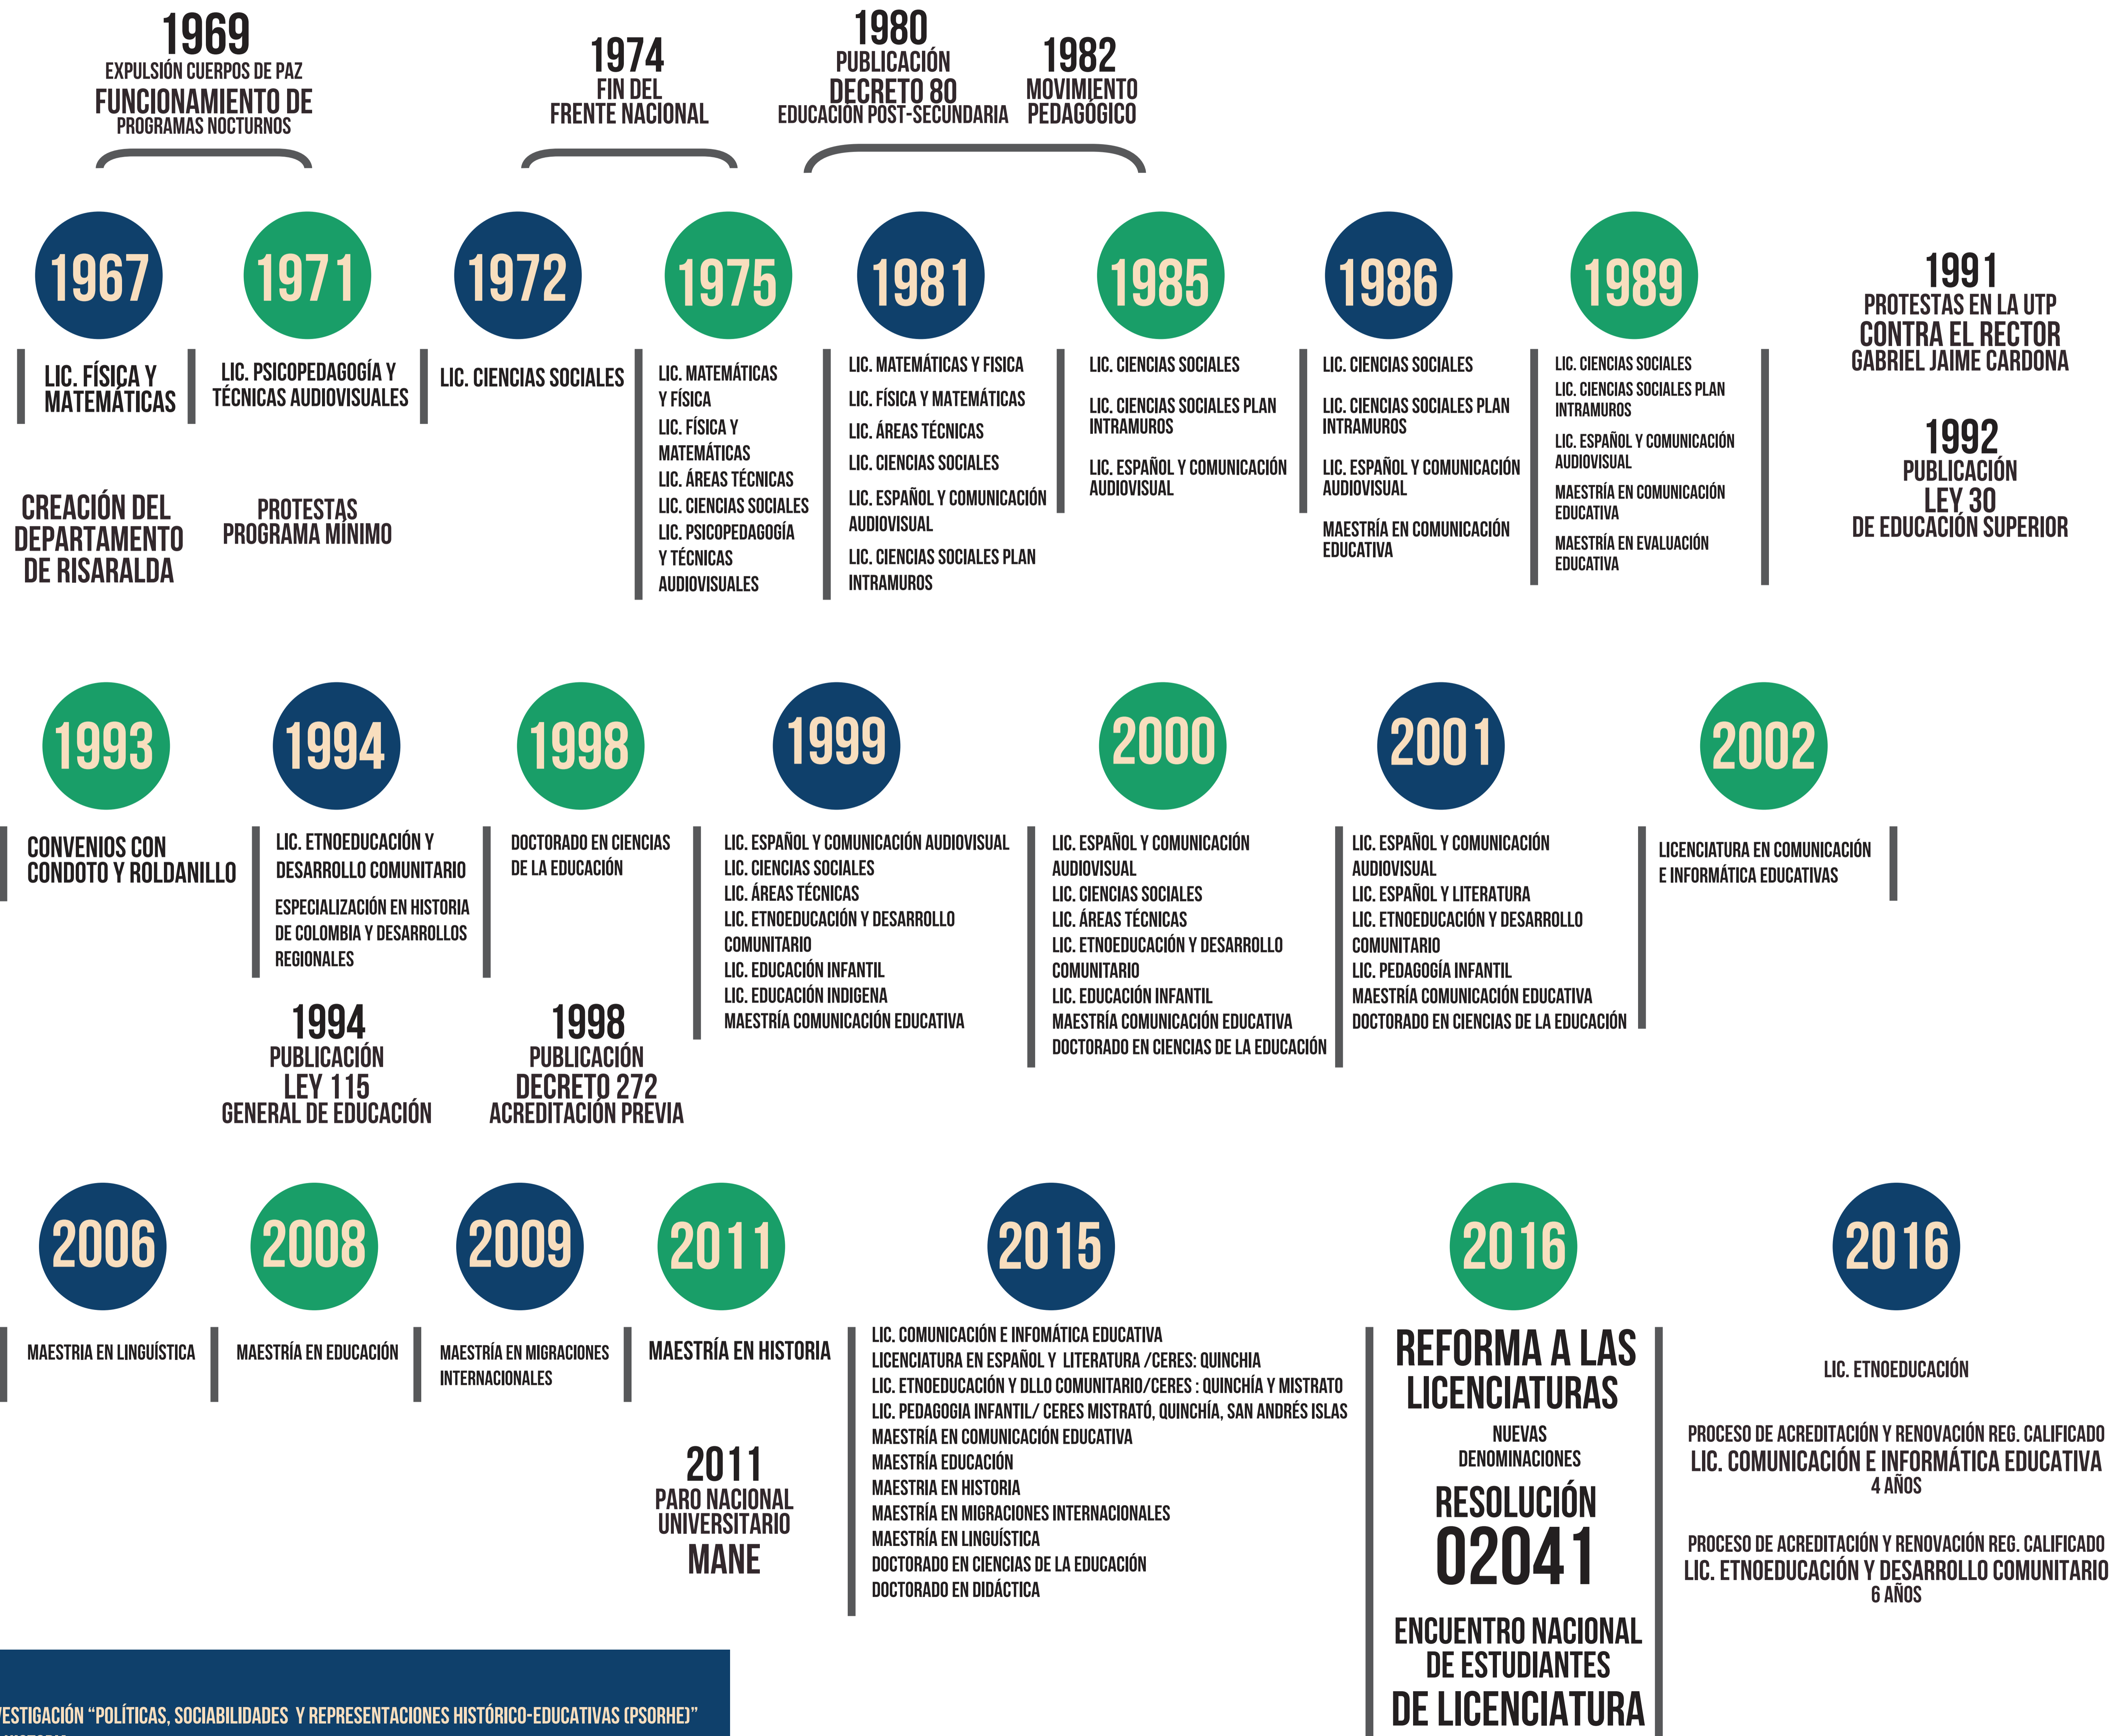 1969
EXPULSIÓN CUERPOS DE PAZ
FUNCIONAMIENTO DE
PROGRAMAS NOCTURNOS
1974
FIN DEL
FRENTE NACIONAL
1980
PUBLICACIÓN
DECRETO 80
EDUCACIÓN POST-SECUNDARIA
1982
MOVIMIENTO
PEDAGÓGICO
1967
LIC. FÍSICA Y
MATEMÁTICAS
CREACIÓN DEL
DEPARTAMENTO
DE RISARALDA
1971
LIC. PSICOPEDAGOGÍA Y
TÉCNICAS AUDIOVISUALES
PROTESTAS
PROGRAMA MÍNIMO
1972
LIC. CIENCIAS SOCIALES
1975
LIC. MATEMÁTICAS
Y FÍSICA
LIC. FÍSICA Y
MATEMÁTICAS
LIC. ÁREAS TÉCNICAS
LIC. CIENCIAS SOCIALES
LIC. PSICOPEDAGOGÍA
Y TÉCNICAS
AUDIOVISUALES
1981
LIC. MATEMÁTICAS Y FISICA
LIC. FÍSICA Y MATEMÁTICAS
LIC. ÁREAS TÉCNICAS
LIC. CIENCIAS SOCIALES
LIC. ESPAÑOL Y COMUNICACIÓN
AUDIOVISUAL
LIC. CIENCIAS SOCIALES PLAN
INTRAMUROS
1985
LIC. CIENCIAS SOCIALES
LIC. CIENCIAS SOCIALES PLAN
INTRAMUROS
LIC. ESPAÑOL Y COMUNICACIÓN
AUDIOVISUAL
1986
LIC. CIENCIAS SOCIALES
LIC. CIENCIAS SOCIALES PLAN
INTRAMUROS
LIC. ESPAÑOL Y COMUNICACIÓN
AUDIOVISUAL
MAESTRÍA EN COMUNICACIÓN
EDUCATIVA
1989
LIC. CIENCIAS SOCIALES
LIC. CIENCIAS SOCIALES PLAN
INTRAMUROS
LIC. ESPAÑOL Y COMUNICACIÓN
AUDIOVISUAL
MAESTRÍA EN COMUNICACIÓN
EDUCATIVA
MAESTRÍA EN EVALUACIÓN
EDUCATIVA
1991
PROTESTAS EN LA UTP
CONTRA EL RECTOR
GABRIEL JAIME CARDONA
1992
PUBLICACIÓN
LEY 30
DE EDUCACIÓN SUPERIOR
1993
CONVENIOS CON
CONDOTO Y ROLDANILLO
1994
LIC. ETNOEDUCACIÓN Y
DESARROLLO COMUNITARIO
ESPECIALIZACIÓN EN HISTORIA
DE COLOMBIA Y DESARROLLOS
REGIONALES
1994
PUBLICACIÓN
LEY 115
GENERAL DE EDUCACIÓN
1998
DOCTORADO EN CIENCIAS
DE LA EDUCACIÓN
1998
PUBLICACIÓN
DECRETO 272
ACREDITACIÓN PREVIA
1999
LIC. ESPAÑOL Y COMUNICACIÓN AUDIOVISUAL
LIC. CIENCIAS SOCIALES
LIC. ÁREAS TÉCNICAS
LIC. ETNOEDUCACIÓN Y DESARROLLO
COMUNITARIO
LIC. EDUCACIÓN INFANTIL
LIC. EDUCACIÓN INDIGENA
MAESTRÍA COMUNICACIÓN EDUCATIVA
2000
LIC. ESPAÑOL Y COMUNICACIÓN
AUDIOVISUAL
LIC. CIENCIAS SOCIALES
LIC. ÁREAS TÉCNICAS
LIC. ETNOEDUCACIÓN Y DESARROLLO
COMUNITARIO
LIC. EDUCACIÓN INFANTIL
MAESTRÍA COMUNICACIÓN EDUCATIVA
DOCTORADO EN CIENCIAS DE LA EDUCACIÓN
2001
LIC. ESPAÑOL Y COMUNICACIÓN
AUDIOVISUAL
LIC. ESPAÑOL Y LITERATURA
LIC. ETNOEDUCACIÓN Y DESARROLLO
COMUNITARIO
LIC. PEDAGOGÍA INFANTIL
MAESTRÍA COMUNICACIÓN EDUCATIVA
DOCTORADO EN CIENCIAS DE LA EDUCACIÓN
2002
LICENCIATURA EN COMUNICACIÓN
E INFORMÁTICA EDUCATIVAS
2006
MAESTRIA EN LINGUÍSTICA
2008
MAESTRÍA EN EDUCACIÓN
2009
MAESTRÍA EN MIGRACIONES
INTERNACIONALES
2011
MAESTRÍA EN HISTORIA
2011
PARO NACIONAL
UNIVERSITARIO
MANE
2015
LIC. COMUNICACIÓN E INFOMÁTICA EDUCATIVA
LICENCIATURA EN ESPAÑOL Y LITERATURA /CERES: QUINCHIA
LIC. ETNOEDUCACIÓN Y DLLO COMUNITARIO/CERES : QUINCHÍA Y MISTRATO
LIC. PEDAGOGIA INFANTIL/ CERES MISTRATÓ, QUINCHÍA, SAN ANDRÉS ISLAS
MAESTRÍA EN COMUNICACIÓN EDUCATIVA
MAESTRÍA EDUCACIÓN
MAESTRIA EN HISTORIA
MAESTRÍA EN MIGRACIONES INTERNACIONALES
MAESTRÍA EN LINGUÍSTICA
DOCTORADO EN CIENCIAS DE LA EDUCACIÓN
DOCTORADO EN DIDÁCTICA
2016
REFORMA A LAS
LICENCIATURAS
NUEVAS
DENOMINACIONES
RESOLUCIÓN
02041
ENCUENTRO NACIONAL
DE ESTUDIANTES
DE LICENCIATURA
2016
LIC. ETNOEDUCACIÓN
PROCESO DE ACREDITACIÓN Y RENOVACIÓN REG. CALIFICADO
LIC. COMUNICACIÓN E INFORMÁTICA EDUCATIVA
4 AÑOS
PROCESO DE ACREDITACIÓN Y RENOVACIÓN REG. CALIFICADO
LIC. ETNOEDUCACIÓN Y DESARROLLO COMUNITARIO
6 AÑOS
VESTIGACIÓN “POLÍTICAS, SOCIABILIDADES Y REPRESENTACIONES HISTÓRICO-EDUCATIVAS (PSORHE)”